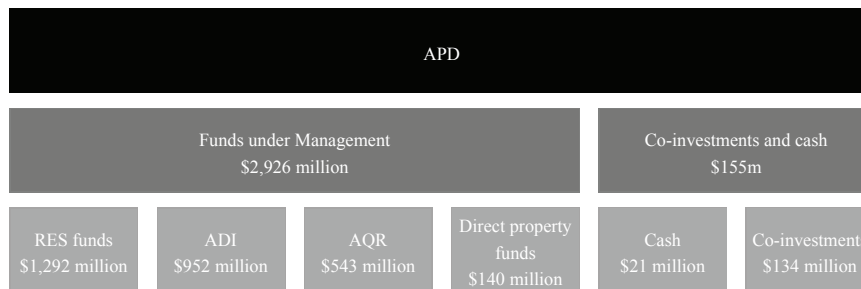 APD
Funds under Management
$2,926 million
Co-investments and cash
$155m
RES funds
$1,292 million
ADI
$952 million
AQR
$543 million
Direct property
funds
$140 million
Cash
$21 million
Co-investment
$134 million